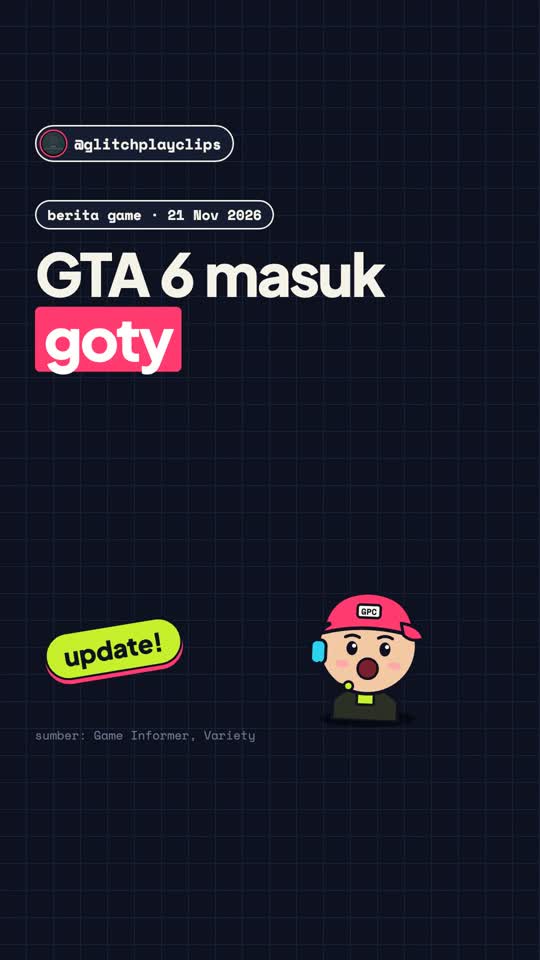 @glitchplayclips
berita game · 21 Nov 2026
GTA 6 masuk
goty
GPC
update!
sumber: Game Informer, Variety